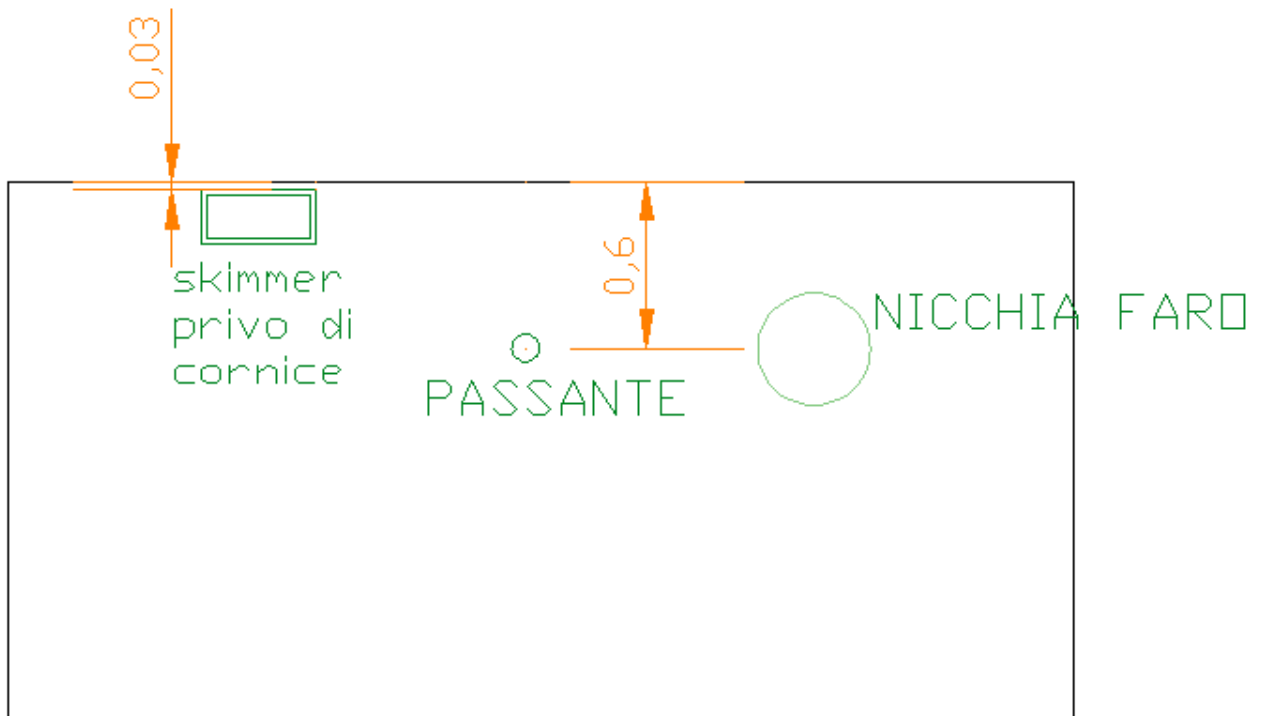 0,03
skimmer
privo di
cornice
0,6
PASSANTE
NICCHIA FARO